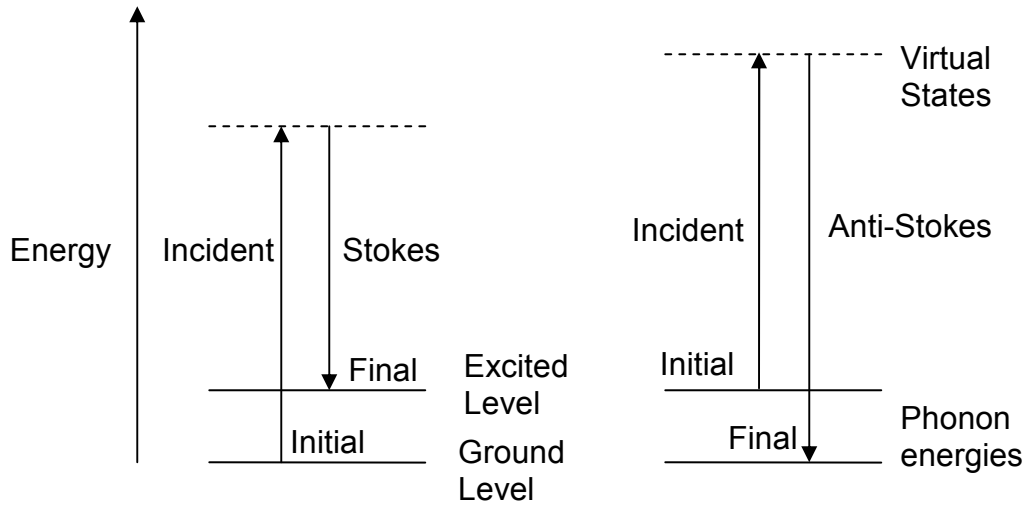 Virtual
States
Energy
Incident
Stokes
Incident
Anti-Stokes
Final
Excited
Level
Initial
Initial
Ground
Level
Final
Phonon
energies